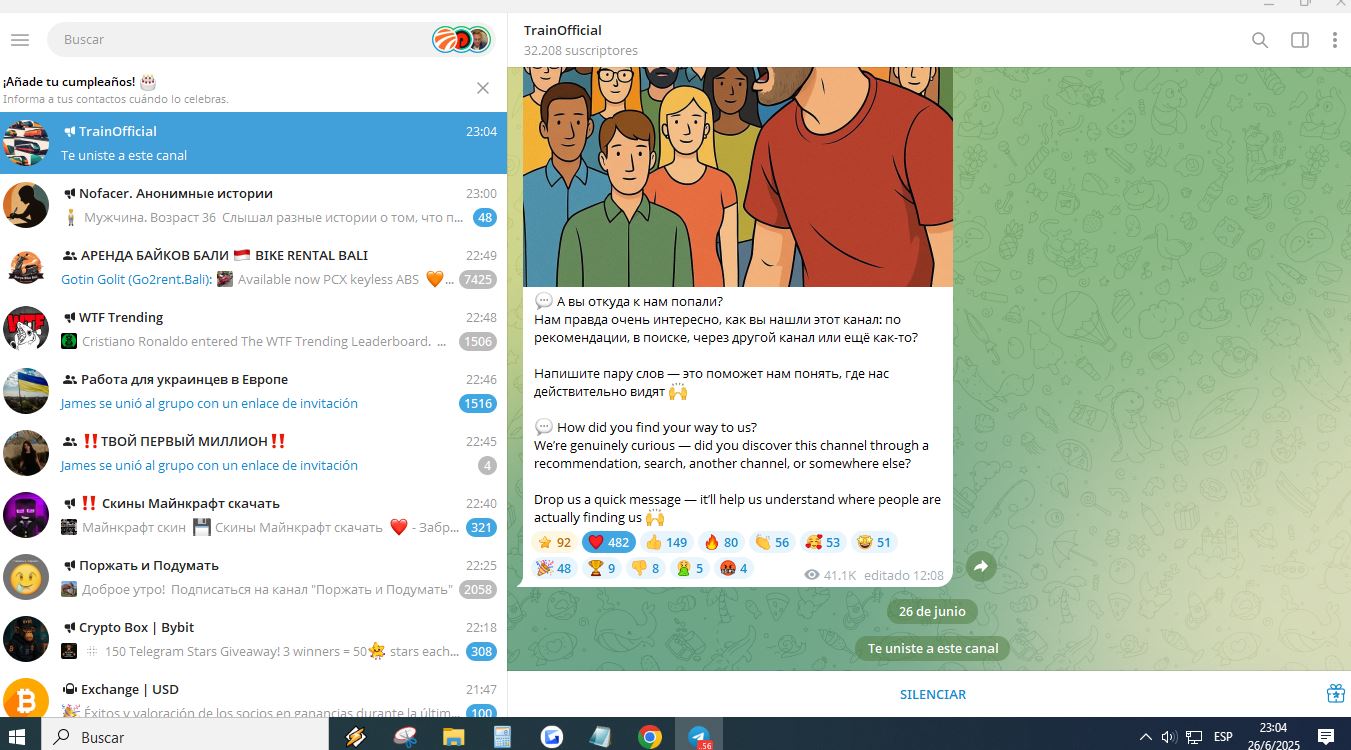 Buscar
¡Añade tu cumpleaños! 🎂
Informa a tus contactos cuándo lo celebras.
TrainOfficial
23:04
Te uniste a este canal
Nofacer. Анонимные истории
23:00
Мужчина. Возраст 36 Слышал разные истории о том, что п...
48
АРЕНДА БАЙКОВ БАЛИ 🇮🇩 BIKE RENTAL BALI
22:49
Gotin Golit (Go2rent.Bali): Available now PCX keyless ABS 🧡...
7425
WTF Trending
22:48
Cristiano Ronaldo entered The WTF Trending Leaderboard. ...
1506
Работа для украинцев в Европе
22:46
James se unió al grupo con un enlace de invitación
1516
‼️ТВОЙ ПЕРВЫЙ МИЛЛИОН‼️
22:45
James se unió al grupo con un enlace de invitación
4
‼️ Скины Майнкрафт скачать
22:40
Майнкрафт скин 💾 Скины Майнкрафт скачать ❤️ - Забр...
321
Поржать и Подумать
22:25
Доброе утро! Подписаться на канал "Поржать и Подумать"
2058
Crypto Box | Bybit
22:18
150 Telegram Stars Giveaway! 3 winners = 50🌟 stars each...
308
Exchange | USD
21:47
🎉 Éxitos y valoración de los socios en ganancias durante la últim...
100
TrainOfficial
32.208 suscriptores
💬 А вы откуда к нам попали?
Нам правда очень интересно, как вы нашли этот канал: по
рекомендации, в поиске, через другой канал или ещё как-то?
Напишите пару слов — это поможет нам понять, где нас
действительно видят 🙌
💬 How did you find your way to us?
We're genuinely curious — did you discover this channel through a
recommendation, search, another channel, or somewhere else?
Drop us a quick message — it'll help us understand where people are
actually finding us 🙌
⭐ 92 ❤️ 482 👍 149 🔥 80 👏 56 🥰 53 🤩 51
🎉 48 🏆 9 👎 8 🤮 5 🤬 4
41.1K editado 12:08
26 de junio
Te uniste a este canal
SILENCIAR
Buscar
56
ESP
23:04
26/6/2025